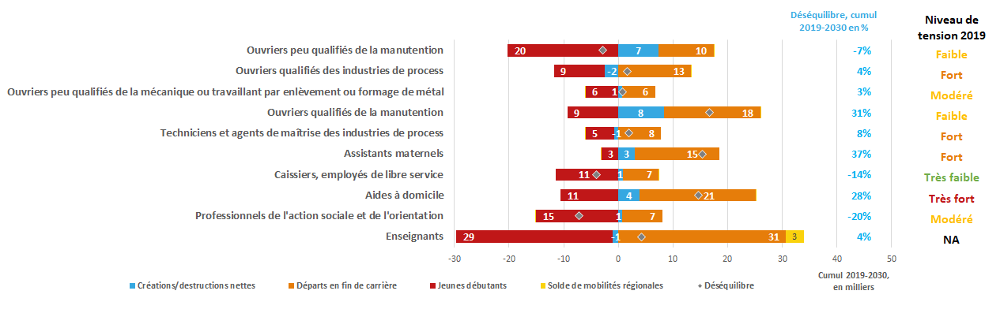 Déséquilibre, cumul
2019-2030 en %
Niveau de
tension 2019
Ouvriers peu qualifiés de la manutention 20 7 10 -7% Faible
Ouvriers qualifiés des industries de process 9 -2 13 4% Fort
Ouvriers peu qualifiés de la mécanique ou travaillant par enlèvement ou formage de métal 6 1 6 3% Modéré
Ouvriers qualifiés de la manutention 9 8 18 31% Faible
Techniciens et agents de maîtrise des industries de process 5 -1 8 8% Fort
Assistants maternels 3 3 15 37% Fort
Caissiers, employés de libre service 11 1 7 -14% Très faible
Aides à domicile 11 4 21 28% Très fort
Professionnels de l'action sociale et de l'orientation 15 1 7 -20% Modéré
Enseignants 29 -1 31 3 4% NA
-30 -20 -10 0 10 20 30 40 50
Créations/destructions nettes Départs en fin de carrière Jeunes débutants Solde de mobilités régionales Déséquilibre
Cumul 2019-2030,
en milliers